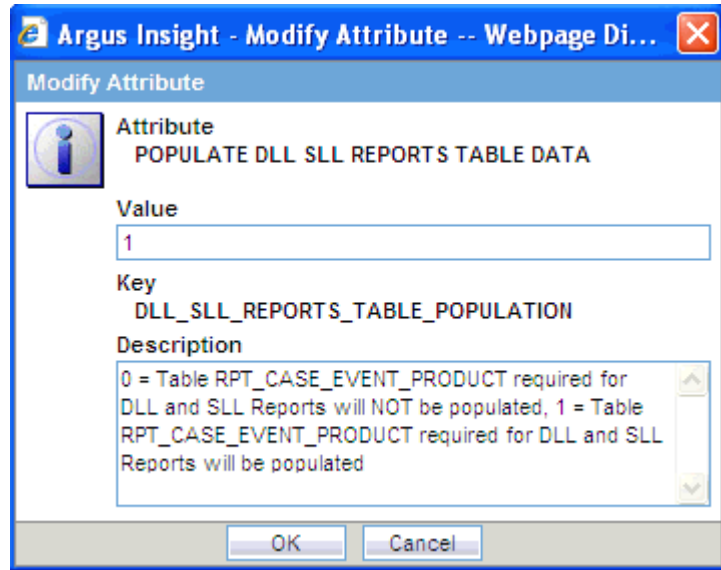 Argus Insight - Modify Attribute -- Webpage Di...
Modify Attribute
Attribute
POPULATE DLL SLL REPORTS TABLE DATA
Value
1
Key
DLL_SLL_REPORTS_TABLE_POPULATION
Description
0 = Table RPT_CASE_EVENT_PRODUCT required for
DLL and SLL Reports will NOT be populated, 1 = Table
RPT_CASE_EVENT_PRODUCT required for DLL and SLL
Reports will be populated
OK Cancel